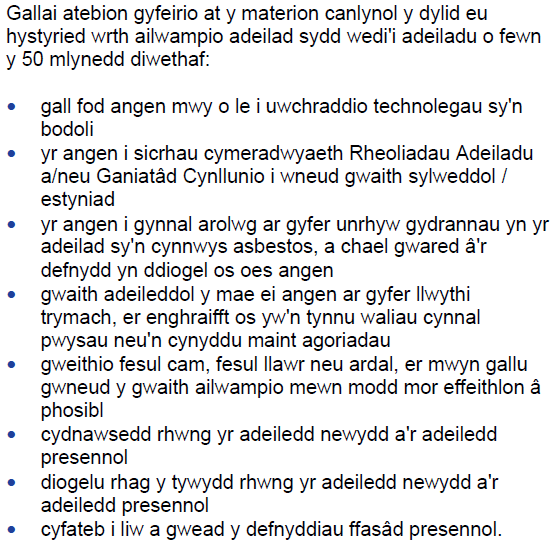 Gallai atebion gyfeirio at y materion canlynol y dylid eu
hystyried wrth ailwampio adeilad sydd wedi'i adeiladu o fewn
y 50 mlynedd diwethaf:
• gall fod angen mwy o le i uwchraddio technolegau sy'n
bodoli
• yr angen i sicrhau cymeradwyaeth Rheoliadau Adeiladu
a/neu Ganiatâd Cynllunio i wneud gwaith sylweddol /
estyniad
• yr angen i gynnal arolwg ar gyfer unrhyw gydrannau yn yr
adeilad sy'n cynnwys asbestos, a chael gwared â'r
defnydd yn ddiogel os oes angen
• gwaith adeileddol y mae ei angen ar gyfer llwythi
trymach, er enghraifft os yw'n tynnu waliau cynnal
pwysau neu'n cynyddu maint agoriadau
• gweithio fesul cam, fesul llawr neu ardal, er mwyn gallu
gwneud y gwaith ailwampio mewn modd mor effeithlon â
phosibl
• cydnawsedd rhwng yr adeiledd newydd a'r adeiledd
presennol
• diogelu rhag y tywydd rhwng yr adeiledd newydd a'r
adeiledd presennol
• cyfateb i liw a gwead y defnyddiau ffasâd presennol.